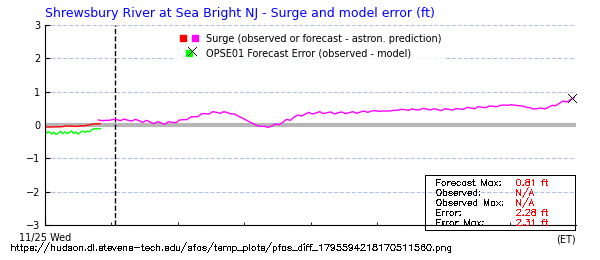 Shrewsbury River at Sea Bright NJ - Surge and model error (ft)
3
Surge (observed or forecast - astron. prediction)
OPSE01 Forecast Error (observed - model)
2
1
0
−1
−2
−3
Forecast Max: 0.81 ft
Observed: N/A
Observed Max: N/A
Error: 2.28 ft
Error Max: 2.31 ft
11/25 Wed
(ET)
https://hudson.dl.stevens-tech.edu/sfas/temp_plots/pfas_diff_1795594218170511560.png